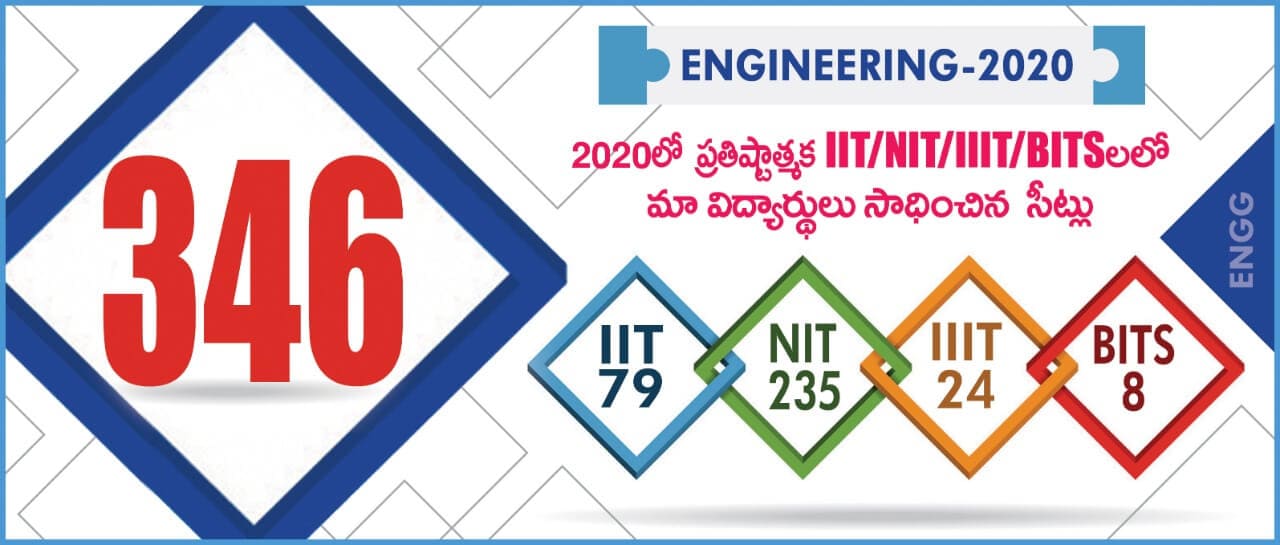 346
ENGINEERING-2020
2020లో ప్రతిష్టాత్మక IIT/NIT/IIIT/BITSలలో
మా విద్యార్థులు సాధించిన సీట్లు
IIT
79
NIT
235
IIIT
24
BITS
8
ENGG